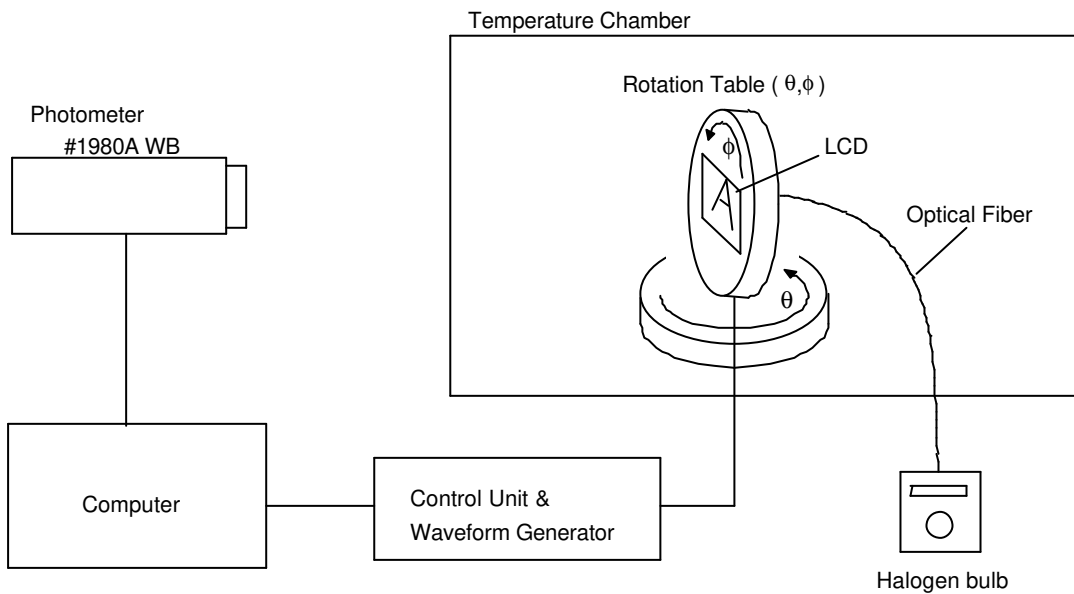 Temperature Chamber
Rotation Table ( θ,ϕ )
Photometer
#1980A WB
ϕ
LCD
A
Optical Fiber
θ
Computer
Control Unit &
Waveform Generator
Halogen bulb